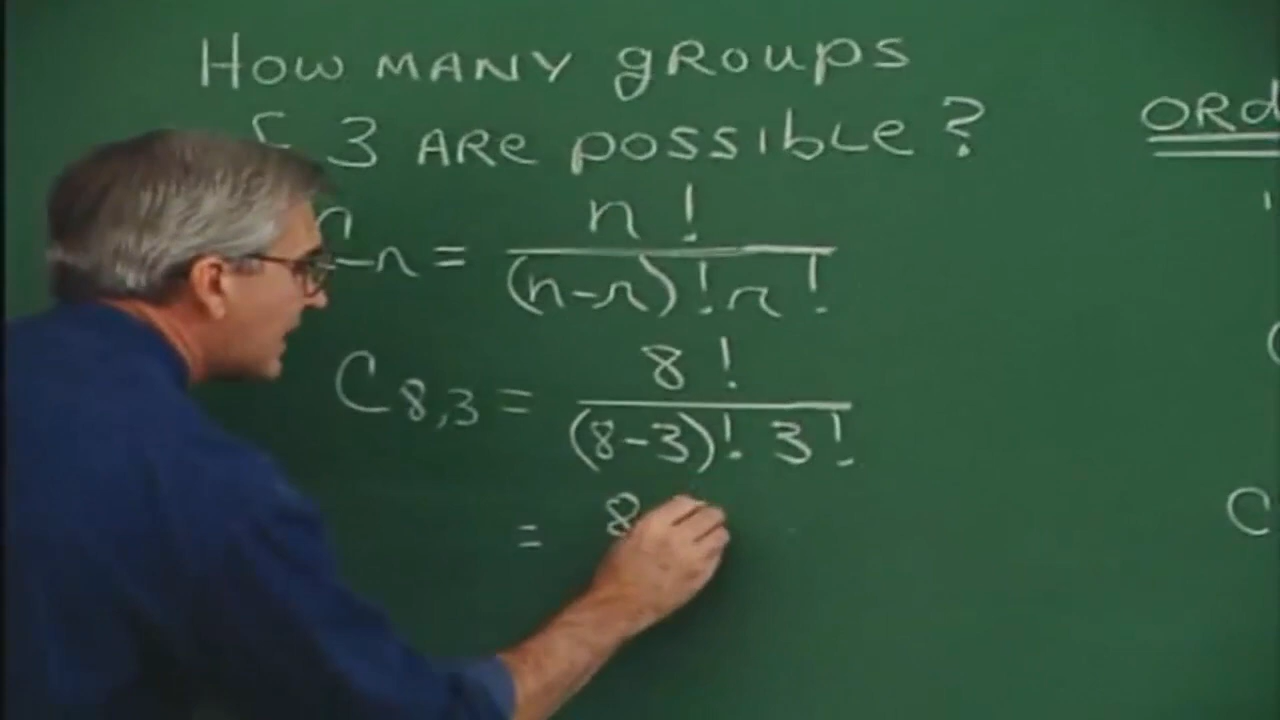 How many groups
3 ARe possible?
n-r = n! / (n-r)! r!
C8,3 = 8! / (8-3)! 3!
= 8
ORd
C